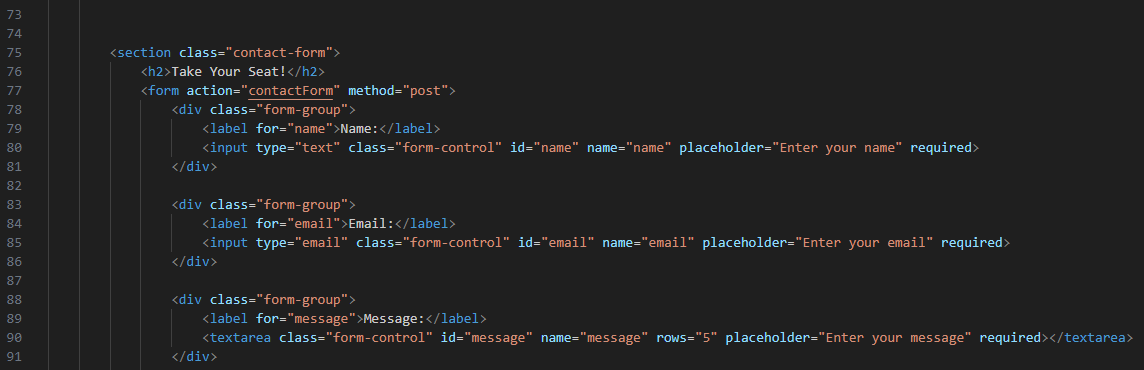 73
74
75 <section class="contact-form">
76 <h2>Take Your Seat!</h2>
77 <form action="contactForm" method="post">
78 <div class="form-group">
79 <label for="name">Name:</label>
80 <input type="text" class="form-control" id="name" name="name" placeholder="Enter your name" required>
81 </div>
82
83 <div class="form-group">
84 <label for="email">Email:</label>
85 <input type="email" class="form-control" id="email" name="email" placeholder="Enter your email" required>
86 </div>
87
88 <div class="form-group">
89 <label for="message">Message:</label>
90 <textarea class="form-control" id="message" name="message" rows="5" placeholder="Enter your message" required></textarea>
91 </div>